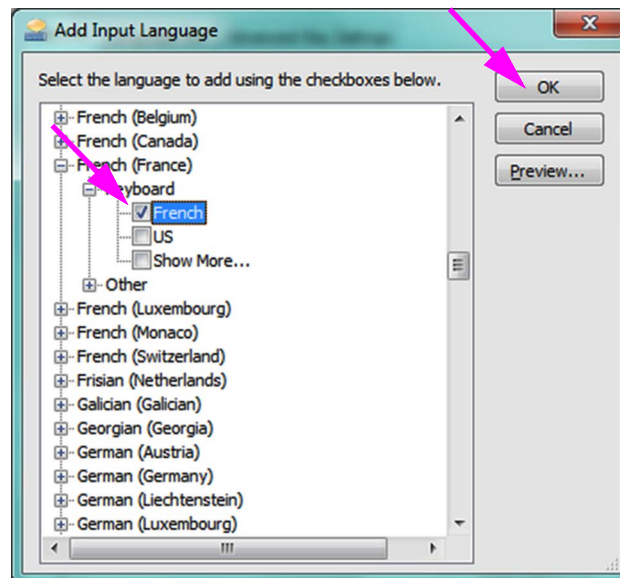 Add Input Language
Select the language to add using the checkboxes below.
OK
Cancel
Preview...
French (Belgium)
French (Canada)
French (France)
Keyboard
French
US
Show More...
Other
French (Luxembourg)
French (Monaco)
French (Switzerland)
Frisian (Netherlands)
Galician (Galician)
Georgian (Georgia)
German (Austria)
German (Germany)
German (Liechtenstein)
German (Luxembourg)